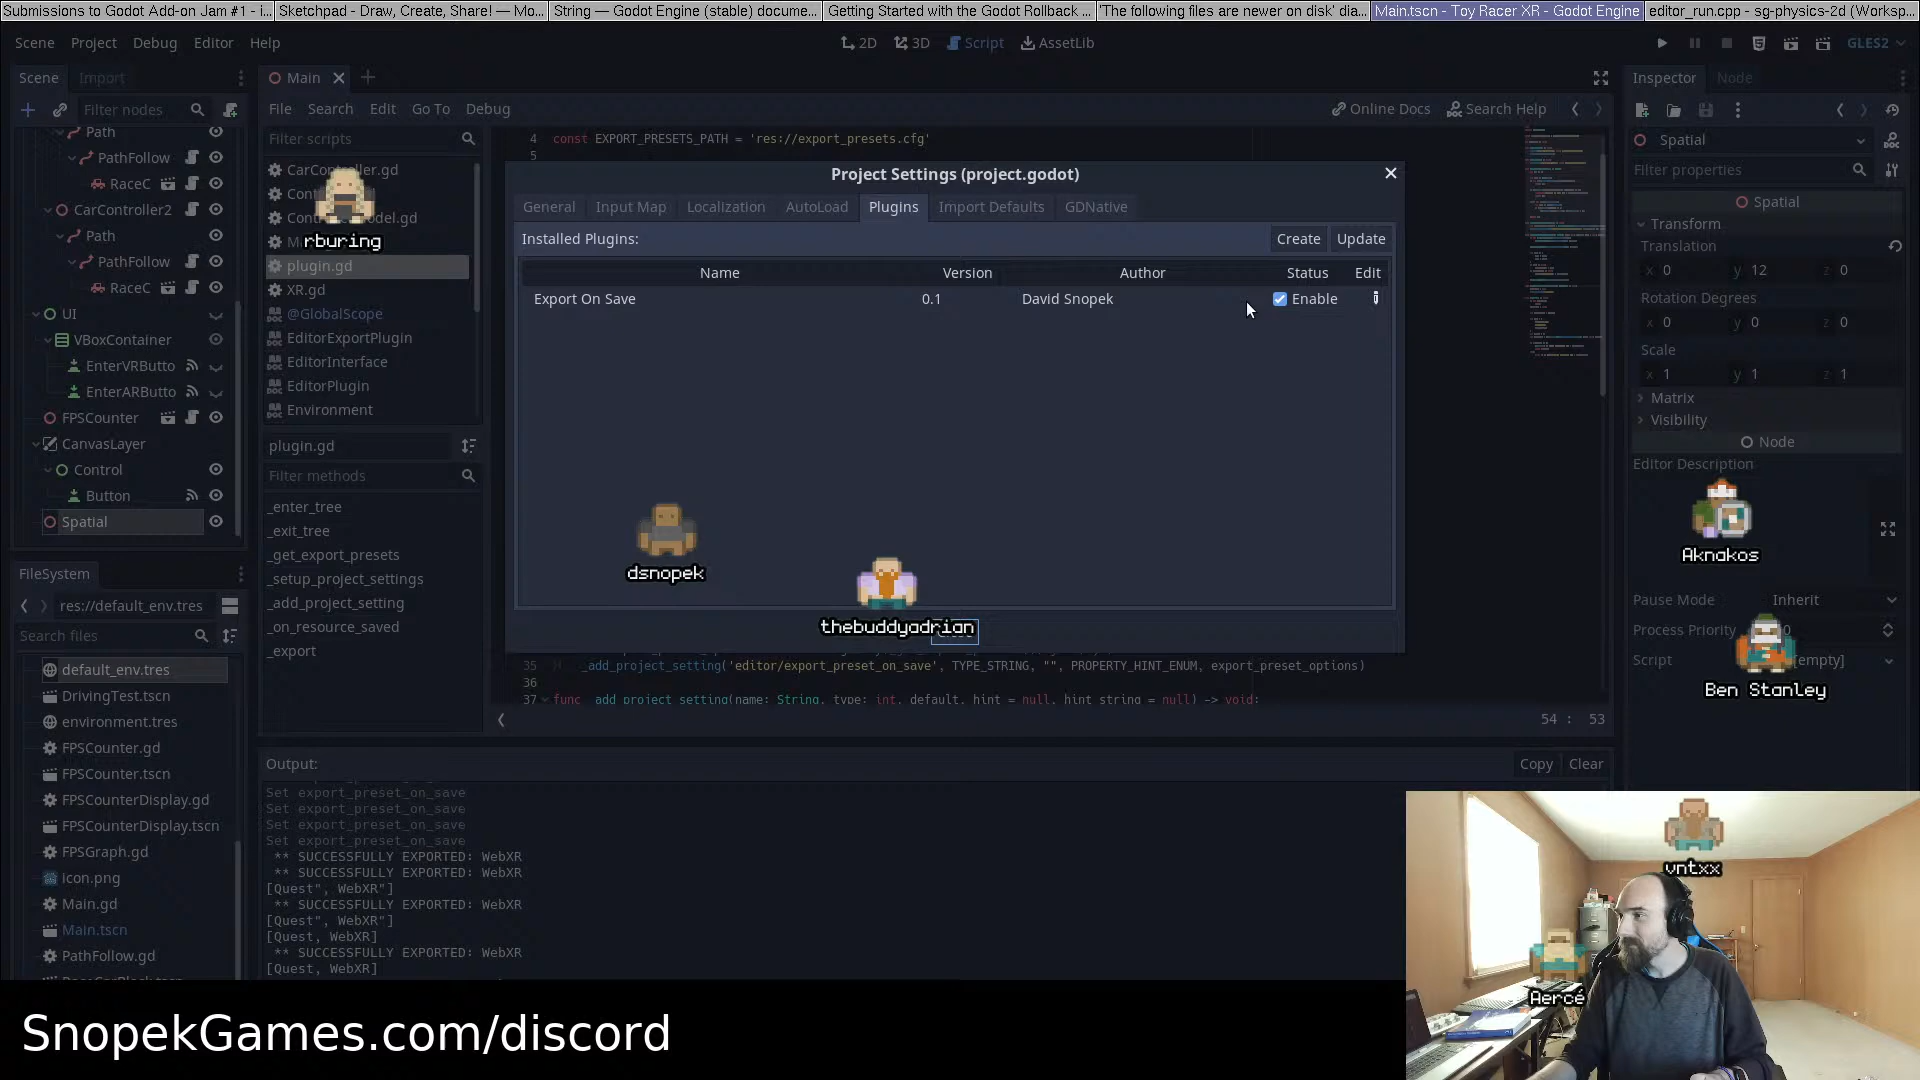 Submissions to Godot Add-on Jam #1 - i...
Sketchpad - Draw, Create, Share! — Mo...
String — Godot Engine (stable) docume...
Getting Started with the Godot Rollback ...
'The following files are newer on disk' dia...
Main.tscn - Toy Racer XR - Godot Engine
editor_run.cpp - sg-physics-2d (Worksp...
Scene Project Debug Editor Help
2D 3D Script AssetLib
GLES2
Scene Import
Main
Inspector Node
Filter nodes
File Search Edit Go To Debug
Online Docs Search Help
Filter scripts
4 const EXPORT_PRESETS_PATH = 'res://export_presets.cfg'
5
Spatial
Filter properties
Path
PathFollow
RaceC
CarController2
Path
PathFollow
RaceC
UI
VBoxContainer
EnterVRButto
EnterARButto
FPSCounter
CanvasLayer
Control
Button
Spatial
CarController.gd
rburing
plugin.gd
XR.gd
@GlobalScope
EditorExportPlugin
EditorInterface
EditorPlugin
Environment
plugin.gd
Filter methods
_enter_tree
_exit_tree
_get_export_presets
_setup_project_settings
_add_project_setting
_on_resource_saved
_export
Project Settings (project.godot)
General Input Map Localization AutoLoad Plugins Import Defaults GDNative
Installed Plugins:
Create Update
Name Version Author Status Edit
Export On Save 0.1 David Snopek Enable
dsnopek
thebuddyadrian
35 _add_project_setting('editor/export_preset_on_save', TYPE_STRING, "", PROPERTY_HINT_ENUM, export_preset_options)
36
37 func _add_project_setting(name: String, type: int, default, hint = null, hint_string = null) -> void:
54 : 53
Spatial
Transform
Translation
x 0 y 12 z 0
Rotation Degrees
x 0 y 0 z 0
Scale
x 1 y 1 z 1
Matrix
Visibility
Node
Editor Description
Aknakos
Pause Mode Inherit
Process Priority 0
Script [empty]
Ben Stanley
FileSystem
res://default_env.tres
Search files
default_env.tres
DrivingTest.tscn
environment.tres
FPSCounter.gd
FPSCounter.tscn
FPSCounterDisplay.gd
FPSCounterDisplay.tscn
FPSGraph.gd
icon.png
Main.gd
Main.tscn
PathFollow.gd
Output:
Copy Clear
Set export_preset_on_save
Set export_preset_on_save
Set export_preset_on_save
Set export_preset_on_save
** SUCCESSFULLY EXPORTED: WebXR
** SUCCESSFULLY EXPORTED: WebXR
[Quest", WebXR"]
** SUCCESSFULLY EXPORTED: WebXR
[Quest", WebXR"]
[Quest, WebXR]
** SUCCESSFULLY EXPORTED: WebXR
[Quest, WebXR]
vntxx
Aercé
SnopekGames.com/discord